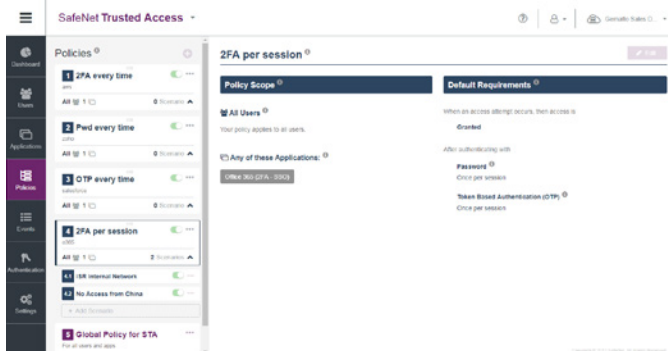 SafeNet Trusted Access
Gemalto Sales D...
Dashboard
Users
Applications
Policies
Events
Authentication
Settings
Policies
1 2FA every time
aws
All 1 0 Scenarios
2 Pwd every time
All 1 0 Scenarios
3 OTP every time
salesforce
All 1 0 Scenarios
4 2FA per session
o365
All 1 2 Scenarios
4.1 ISR Internal Network
4.2 No Access from China
+ Add Scenario
5 Global Policy for STA
For all users and apps
2FA per session
Edit
Policy Scope
All Users
Your policy applies to all users.
Any of these Applications:
Office 365 (2FA - SSO)
Default Requirements
When an access attempt occurs, then access is
Granted
After authenticating with
Password
Once per session
Token Based Authentication (OTP)
Once per session